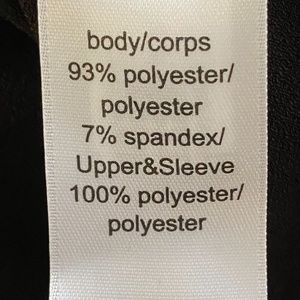 body/corps
93% polyester/
polyester
7% spandex/
Upper&Sleeve
100% polyester/
polyester